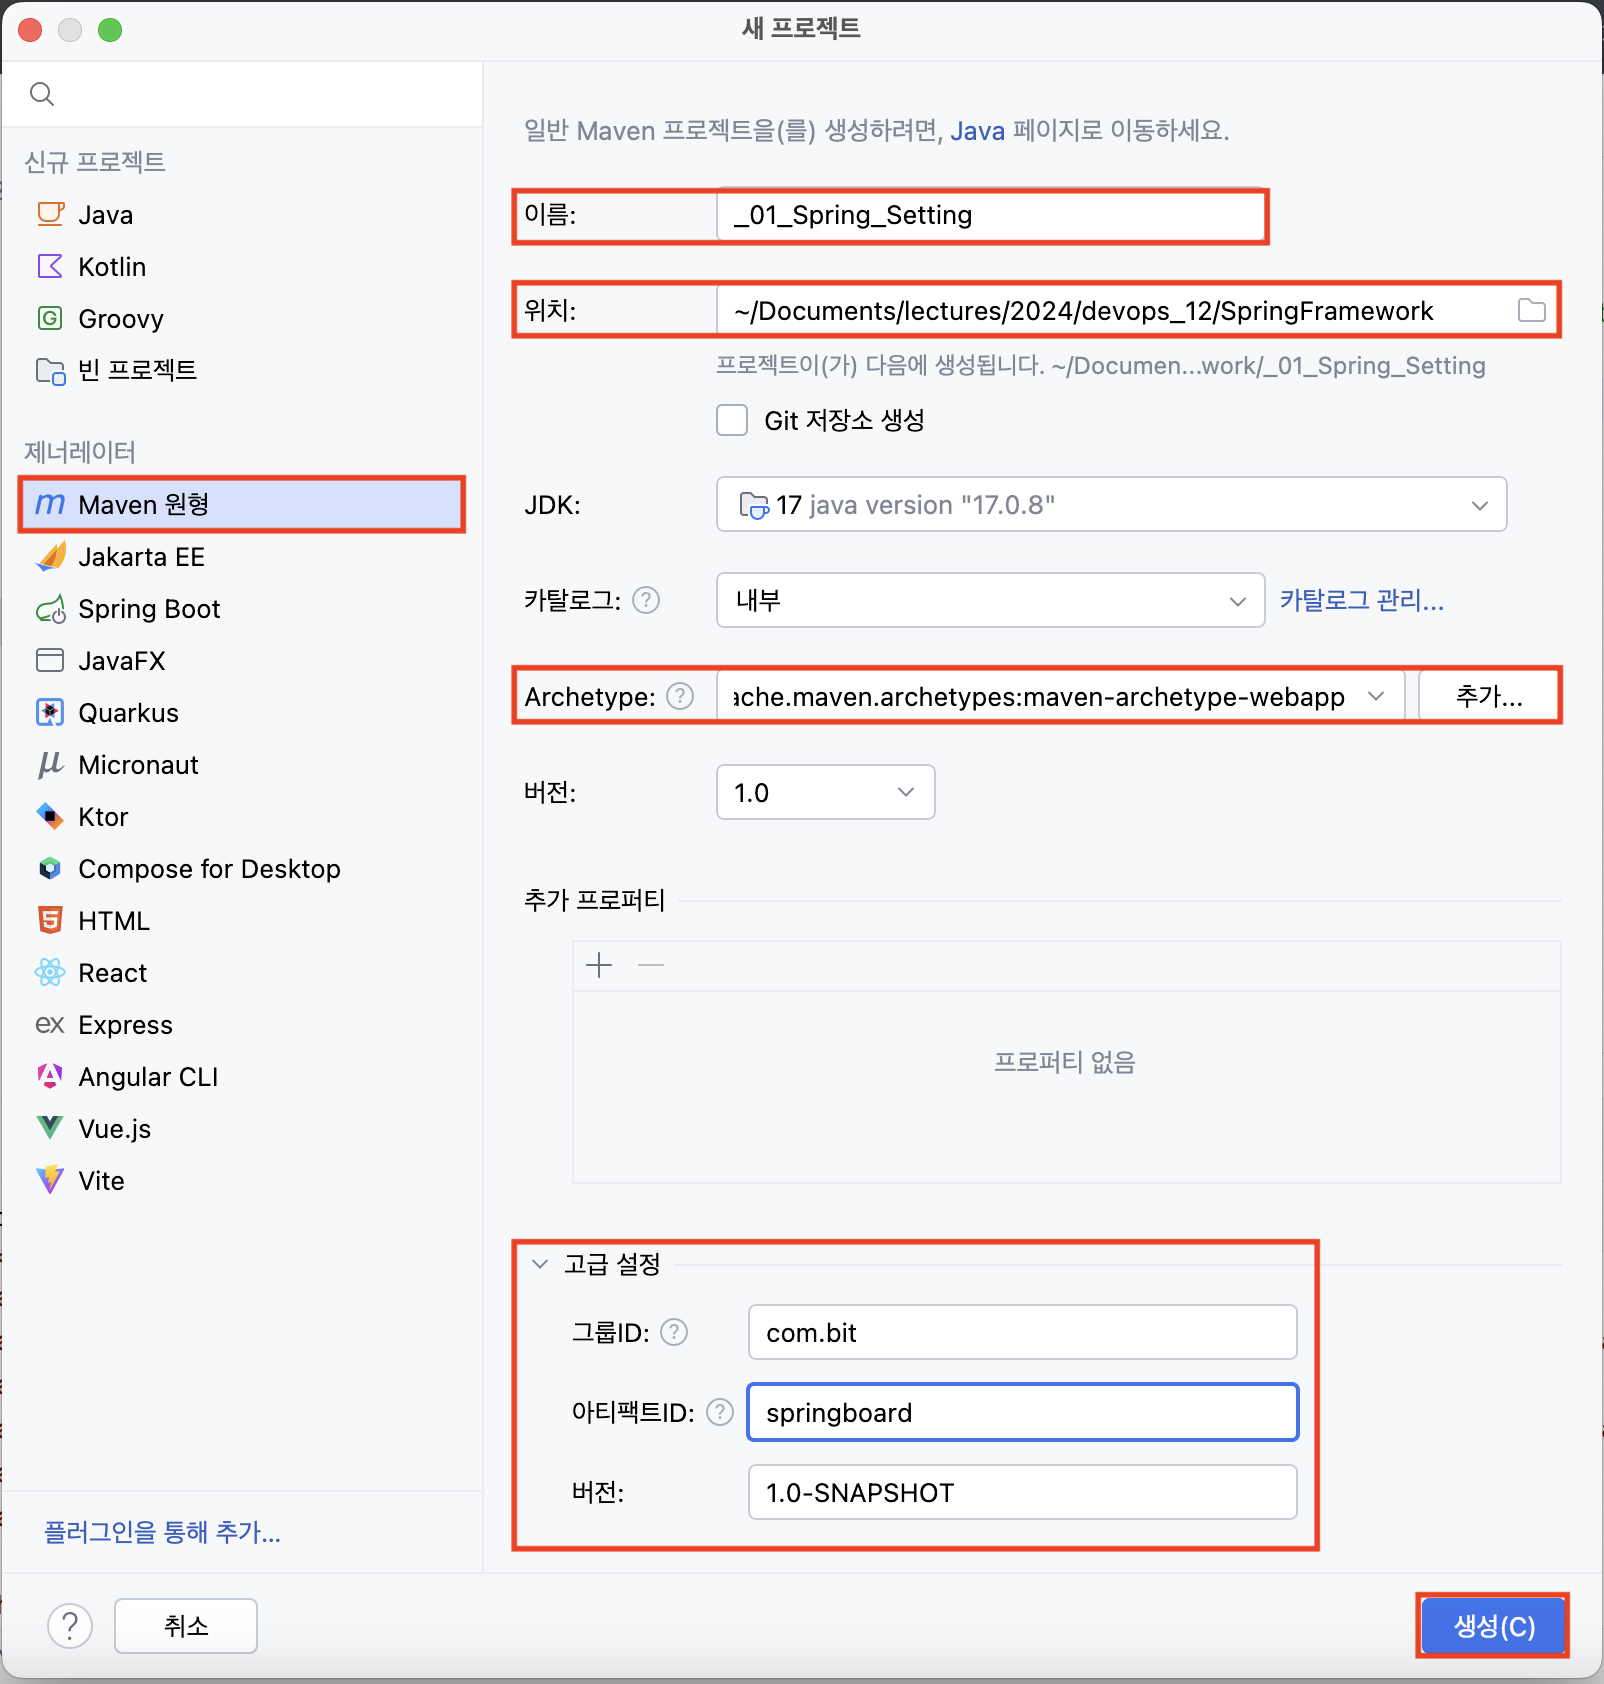 새 프로젝트
신규 프로젝트
Java
Kotlin
Groovy
빈 프로젝트
제너레이터
Maven 원형
Jakarta EE
Spring Boot
JavaFX
Quarkus
Micronaut
Ktor
Compose for Desktop
HTML
React
Express
Angular CLI
Vue.js
Vite
플러그인을 통해 추가...
일반 Maven 프로젝트을(를) 생성하려면, Java 페이지로 이동하세요.
이름: _01_Spring_Setting
위치: ~/Documents/lectures/2024/devops_12/SpringFramework
프로젝트이(가) 다음에 생성됩니다. ~/Documen...work/_01_Spring_Setting
Git 저장소 생성
JDK: 17 java version "17.0.8"
카탈로그: ? 내부 카탈로그 관리...
Archetype: ? ache.maven.archetypes:maven-archetype-webapp 추가...
버전: 1.0
추가 프로퍼티
프로퍼티 없음
고급 설정
그룹ID: ? com.bit
아티팩트ID: ? springboard
버전: 1.0-SNAPSHOT
? 취소 생성(C)